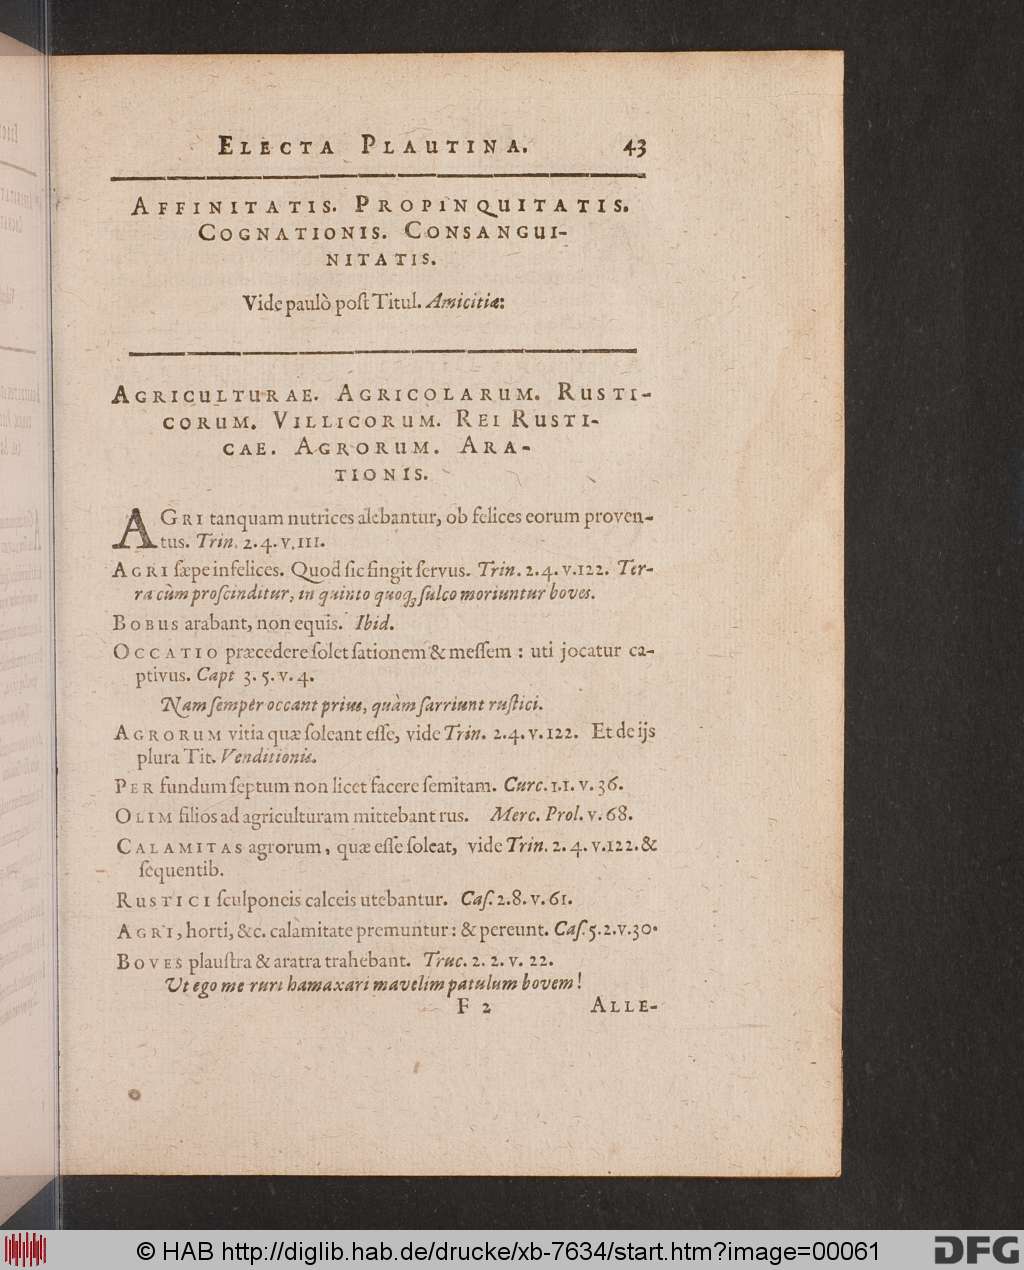 ELECTA PLAUTINA. 43
AFFINITATIS. PROPINQUITATIS.
COGNATIONIS. CONSANGUI-
NITATIS.
Vide paulò poſt Titul. Amicitiæ:
AGRICULTURAE. AGRICOLARUM. RUSTI-
CORUM. VILLICORUM. REI RUSTI-
CAE. AGRORUM. ARA-
TIONIS.
AGRI tanquam nutrices alebantur, ob felices eorum proven-
tus. Trin. 2. 4. v. 111.
AGRI ſæpe infelices. Quod ſic fingit ſervus. Trin. 2. 4. v. 122. Ter-
ra cùm proſcinditur, in quinto quoq; ſulco moriuntur boves.
BOBUS arabant, non equis. Ibid.
OCCATIO præcedere ſolet ſationem & meſſem : uti jocatur ca-
ptivus. Capt 3. 5. v. 4.
Nam ſemper occant prius, quàm ſarriunt ruſtici.
AGRORUM vitia quæ ſoleant eſſe, vide Trin. 2. 4. v. 122. Et de ijs
plura Tit. Venditionis.
PER fundum ſeptum non licet facere ſemitam. Curc. 1.1. v. 36.
OLIM filios ad agriculturam mittebant rus. Merc. Prol. v. 68.
CALAMITAS agrorum, quæ eſſe ſoleat, vide Trin. 2. 4. v. 122. &
ſequentib.
RUSTICI ſculponeis calceis utebantur. Caſ. 2. 8. v. 61.
AGRI, horti, &c. calamitate premuntur : & pereunt. Caſ. 5. 2. v. 30.
BOVES plauſtra & aratra trahebant. Truc. 2. 2. v. 22.
Ut ego me ruri hamaxari mavelim patulum bovem!
F 2 ALLE-
© HAB http://diglib.hab.de/drucke/xb-7634/start.htm?image=00061
DFG